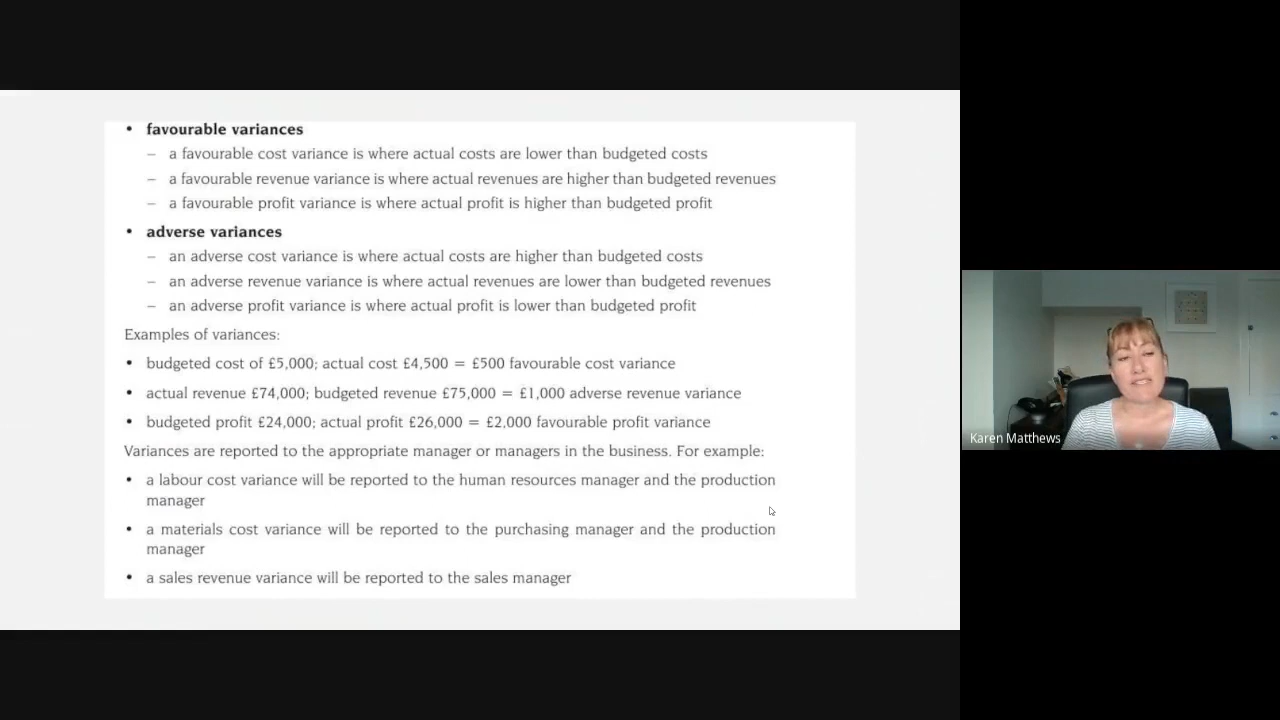 • favourable variances
– a favourable cost variance is where actual costs are lower than budgeted costs
– a favourable revenue variance is where actual revenues are higher than budgeted revenues
– a favourable profit variance is where actual profit is higher than budgeted profit
• adverse variances
– an adverse cost variance is where actual costs are higher than budgeted costs
– an adverse revenue variance is where actual revenues are lower than budgeted revenues
– an adverse profit variance is where actual profit is lower than budgeted profit
Examples of variances:
• budgeted cost of £5,000; actual cost £4,500 = £500 favourable cost variance
• actual revenue £74,000; budgeted revenue £75,000 = £1,000 adverse revenue variance
• budgeted profit £24,000; actual profit £26,000 = £2,000 favourable profit variance
Variances are reported to the appropriate manager or managers in the business. For example:
• a labour cost variance will be reported to the human resources manager and the production
manager
• a materials cost variance will be reported to the purchasing manager and the production
manager
• a sales revenue variance will be reported to the sales manager
Karen Matthews